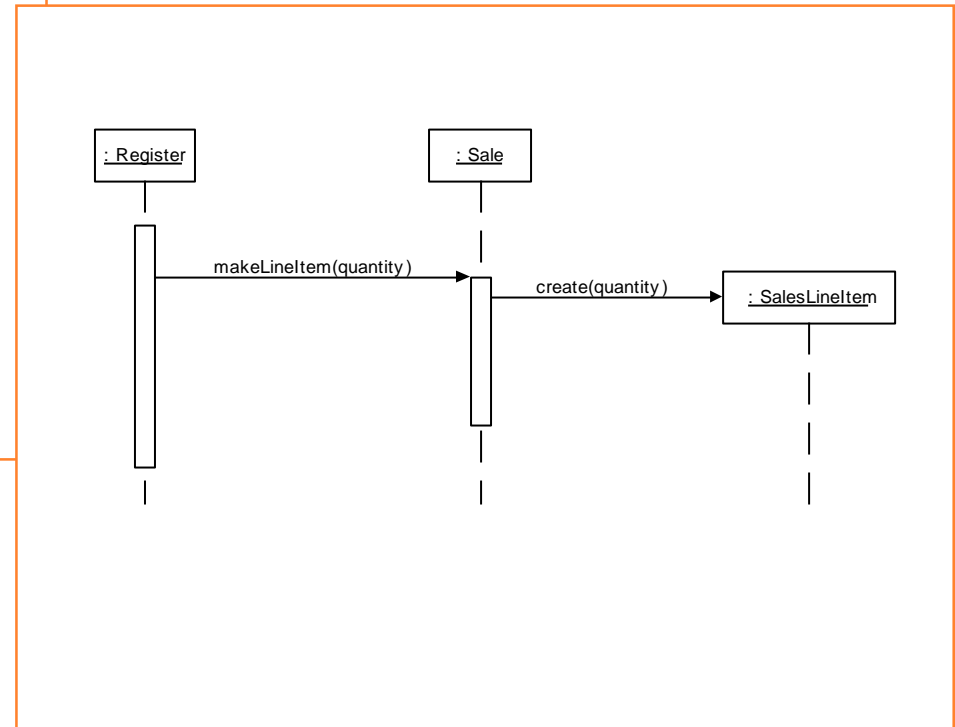 : Register
: Sale
makeLineItem(quantity)
create(quantity)
: SalesLineItem